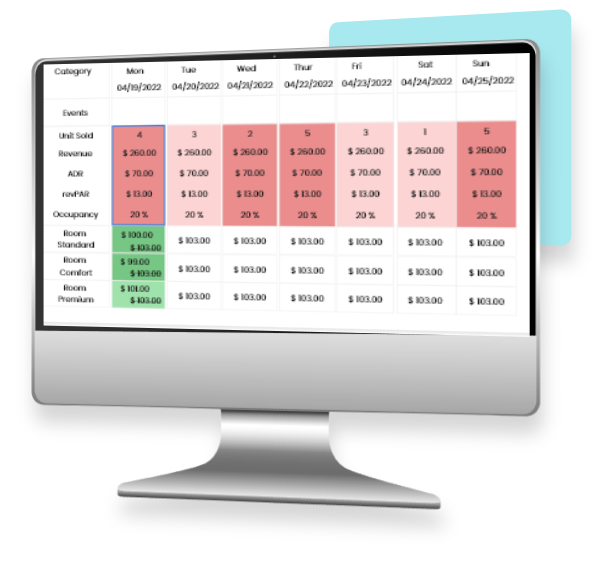 Category Mon Tue Wed Thur Fri Sat Sun
04/19/2022 04/20/2022 04/21/2022 04/22/2022 04/23/2022 04/24/2022 04/25/2022
Events
Unit Sold 4 3 2 5 3 1 5
Revenue $ 260.00 $ 260.00 $ 260.00 $ 260.00 $ 260.00 $ 260.00 $ 260.00
ADR $ 70.00 $ 70.00 $ 70.00 $ 70.00 $ 70.00 $ 70.00 $ 70.00
revPAR $ 13.00 $ 13.00 $ 13.00 $ 13.00 $ 13.00 $ 13.00 $ 13.00
Occupancy 20 % 20 % 20 % 20 % 20 % 20 % 20 %
Room $ 100.00
Standard $ 103.00 $ 103.00 $ 103.00 $ 103.00 $ 103.00 $ 103.00 $ 103.00
Room $ 99.00
Comfort $ 103.00 $ 103.00 $ 103.00 $ 103.00 $ 103.00 $ 103.00 $ 103.00
Room $ 101.00
Premium $ 103.00 $ 103.00 $ 103.00 $ 103.00 $ 103.00 $ 103.00 $ 103.00